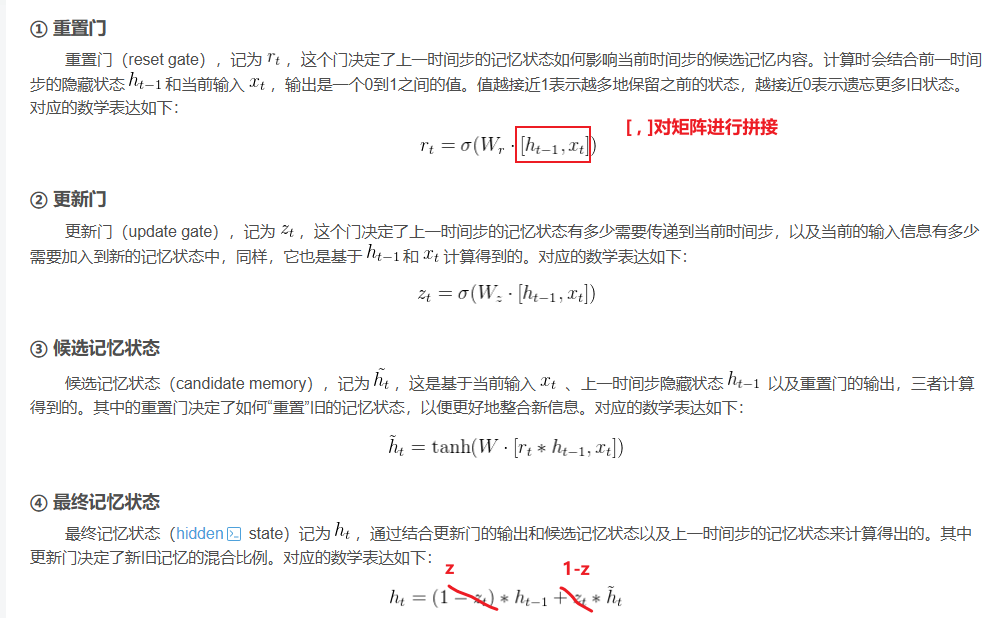 ① 重置门
重置门（reset gate），记为 r_t ，这个门决定了上一时间步的记忆状态如何影响当前时间步的候选记忆内容。计算时会结合前一时间
步的隐藏状态 h_{t-1} 和当前输入 x_t ，输出是一个0到1之间的值。值越接近1表示越多地保留之前的状态，越接近0表示遗忘更多旧状态。
对应的数学表达如下：
r_t = σ(W_r · [h_{t-1}, x_t])
[ , ]对矩阵进行拼接
② 更新门
更新门（update gate），记为 z_t ，这个门决定了上一时间步的记忆状态有多少需要传递到当前时间步，以及当前的输入信息有多少
需要加入到新的记忆状态中，同样，它也是基于 h_{t-1} 和 x_t 计算得到的。对应的数学表达如下：
z_t = σ(W_z · [h_{t-1}, x_t])
③ 候选记忆状态
候选记忆状态（candidate memory），记为 h̃_t ，这是基于当前输入 x_t 、上一时间步隐藏状态 h_{t-1} 以及重置门的输出，三者计算
得到的。其中的重置门决定了如何“重置”旧的记忆状态，以便更好地整合新信息。对应的数学表达如下：
h̃_t = tanh(W · [r_t * h_{t-1}, x_t])
④ 最终记忆状态
最终记忆状态（hidden state）记为 h_t ，通过结合更新门的输出和候选记忆状态以及上一时间步的记忆状态来计算得出的。其中
更新门决定了新旧记忆的混合比例。对应的数学表达如下：
z 1-z
h_t = (1 - z_t) * h_{t-1} + z_t * h̃_t